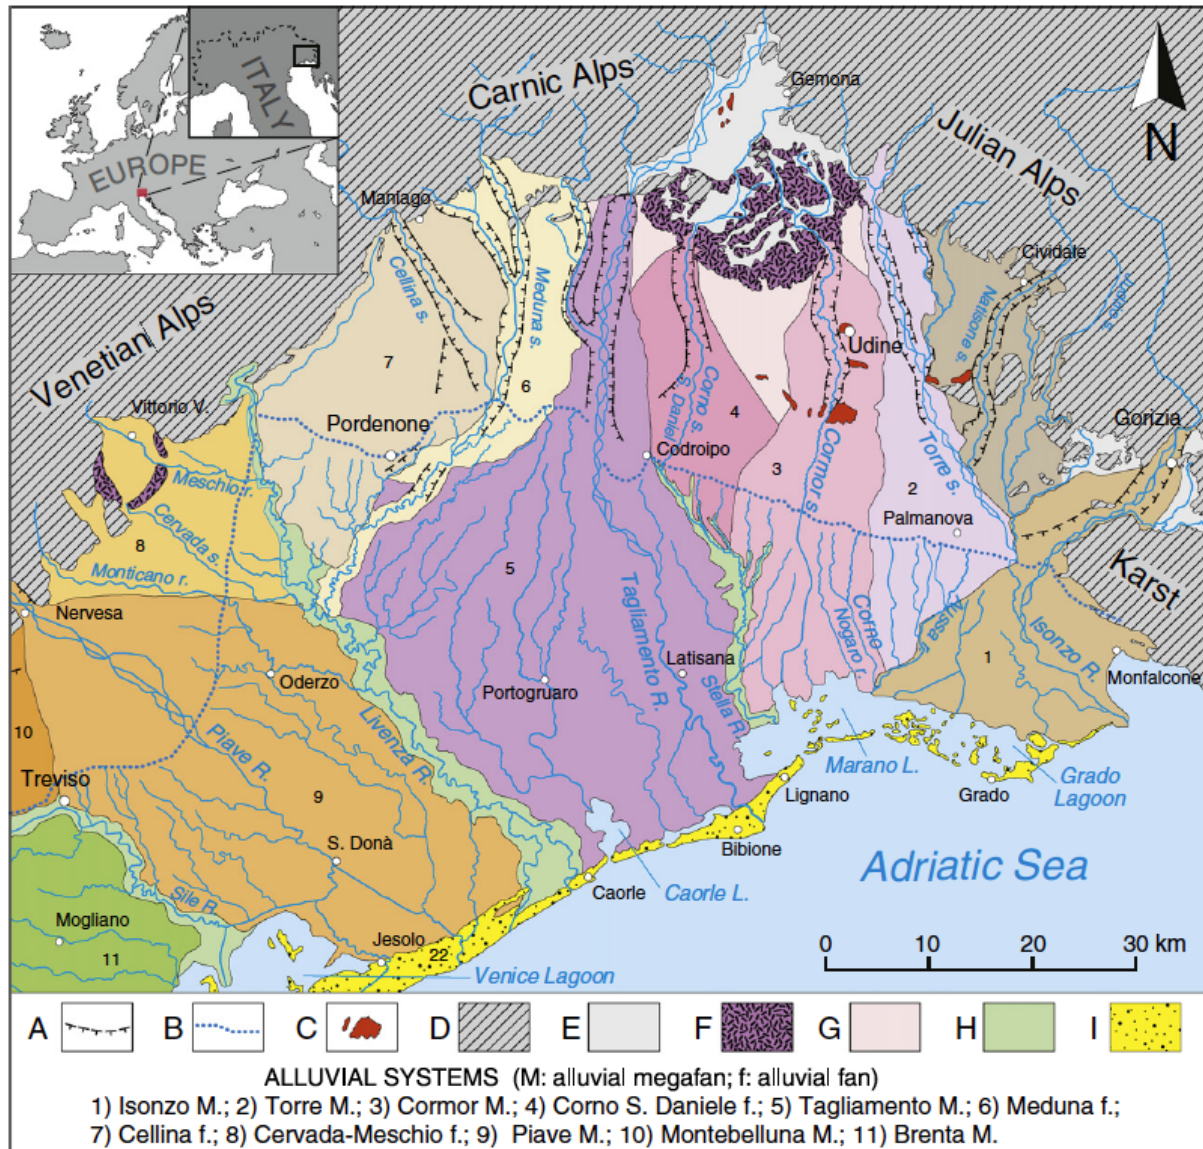 ITALY
EUROPE
Carnic Alps
Gemona
Julian Alps
N
Maniago
Cellina s.
Meduna s.
Cividale
Natisone s.
Judrio s.
Venetian Alps
Vittorio V.
7
6
Udine
Corno s.
S. Daniele
4
Pordenone
Codroipo
Cormor s.
Torre s.
Gorizia
Meschio r.
3
2
Palmanova
Cervada s.
8
Monticano r.
5
Tagliamento R.
Karst
Nervesa
Corno
Nogaro r.
Aussa s.
1
Isonzo R.
Oderzo
Portogruaro
Latisana
Stella R.
Monfalcone
10
Livenza R.
Piave R.
Treviso
Marano L.
Lignano
Grado
Grado
Lagoon
9
S. Donà
Bibione
Adriatic Sea
Sile R.
Caorle
Caorle L.
Mogliano
11
Jesolo
22
Venice Lagoon
0 10 20 30 km
A B C D E F G H I
ALLUVIAL SYSTEMS (M: alluvial megafan; f: alluvial fan)
1) Isonzo M.; 2) Torre M.; 3) Cormor M.; 4) Corno S. Daniele f.; 5) Tagliamento M.; 6) Meduna f.;
7) Cellina f.; 8) Cervada-Meschio f.; 9) Piave M.; 10) Montebelluna M.; 11) Brenta M.